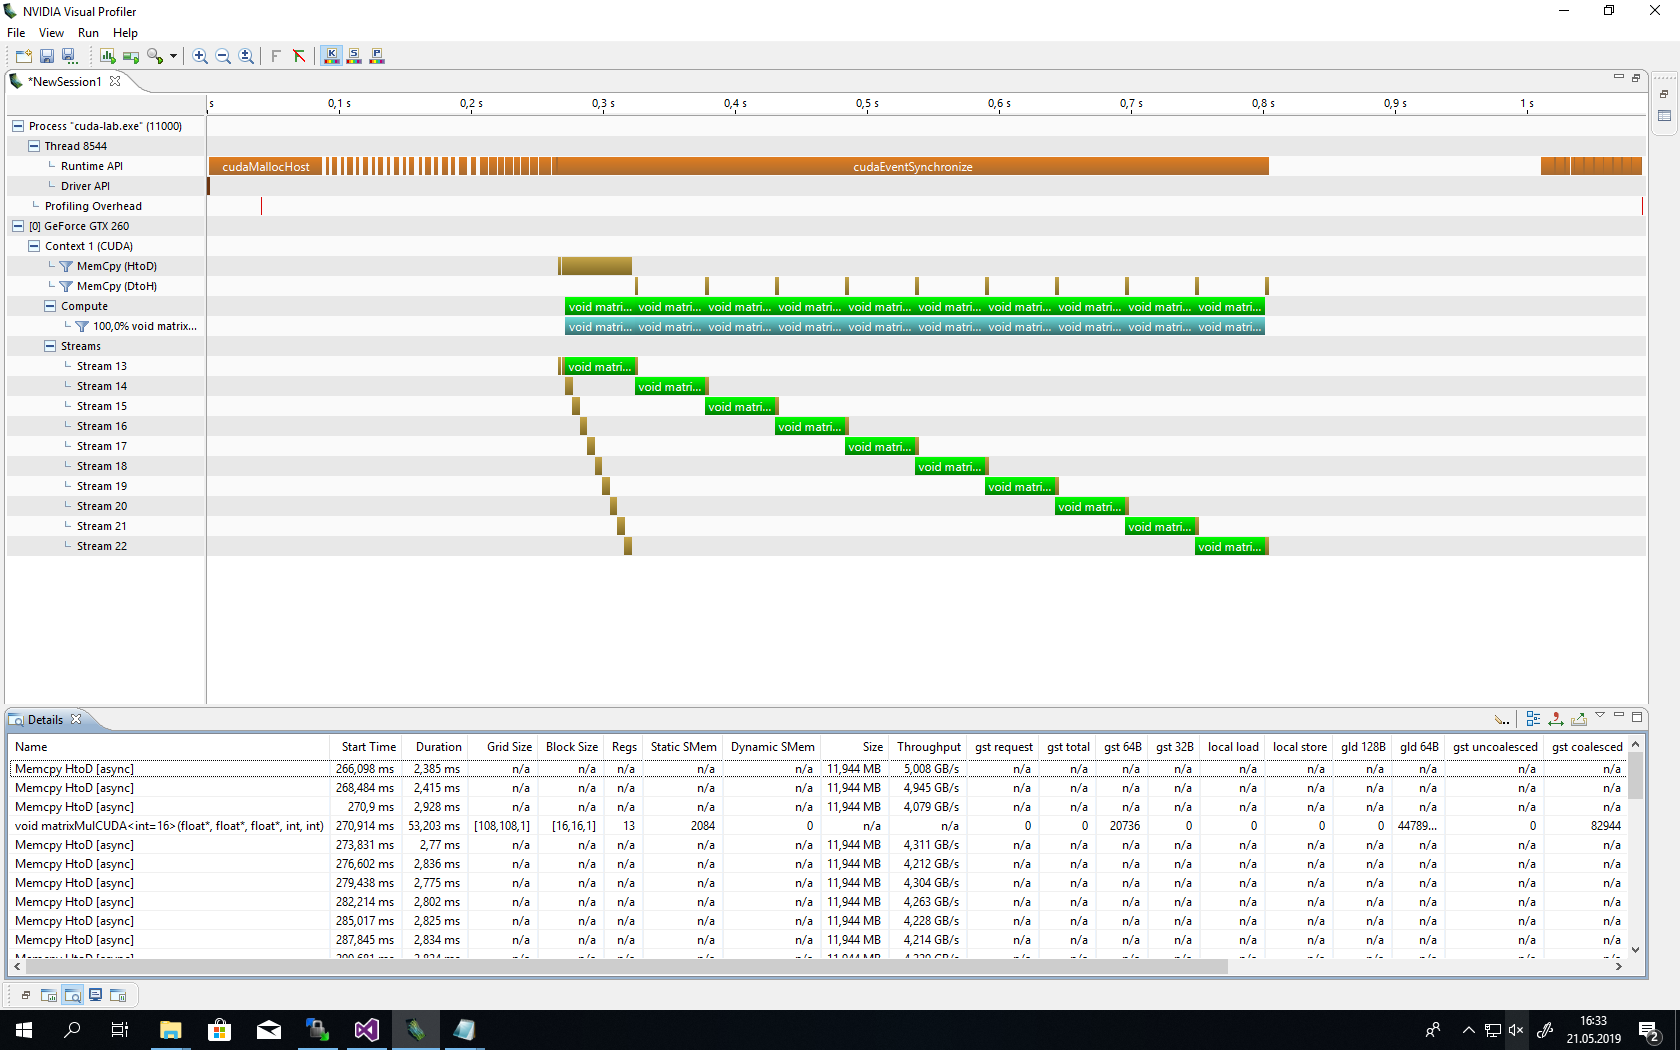 NVIDIA Visual Profiler
File View Run Help
K S P
*NewSession1
s 0,1 s 0,2 s 0,3 s 0,4 s 0,5 s 0,6 s 0,7 s 0,8 s 0,9 s 1 s
Process "cuda-lab.exe" (11000)
Thread 8544
Runtime API cudaMallocHost cudaEventSynchronize
Driver API
Profiling Overhead
[0] GeForce GTX 260
Context 1 (CUDA)
MemCpy (HtoD)
MemCpy (DtoH)
Compute void matri... void matri... void matri... void matri... void matri... void matri... void matri... void matri... void matri... void matri...
100,0% void matrix... void matri... void matri... void matri... void matri... void matri... void matri... void matri... void matri... void matri... void matri...
Streams
Stream 13 void matri...
Stream 14 void matri...
Stream 15 void matri...
Stream 16 void matri...
Stream 17 void matri...
Stream 18 void matri...
Stream 19 void matri...
Stream 20 void matri...
Stream 21 void matri...
Stream 22 void matri...
Details
Name Start Time Duration Grid Size Block Size Regs Static SMem Dynamic SMem Size Throughput gst request gst total gst 64B gst 32B local load local store gld 128B gld 64B gst uncoalesced gst coalesced
Memcpy HtoD [async] 266,098 ms 2,385 ms n/a n/a n/a n/a n/a 11,944 MB 5,008 GB/s n/a n/a n/a n/a n/a n/a n/a n/a n/a n/a
Memcpy HtoD [async] 268,484 ms 2,415 ms n/a n/a n/a n/a n/a 11,944 MB 4,945 GB/s n/a n/a n/a n/a n/a n/a n/a n/a n/a n/a
Memcpy HtoD [async] 270,9 ms 2,928 ms n/a n/a n/a n/a n/a 11,944 MB 4,079 GB/s n/a n/a n/a n/a n/a n/a n/a n/a n/a n/a
void matrixMulCUDA<int=16>(float*, float*, float*, int, int) 270,914 ms 53,203 ms [108,108,1] [16,16,1] 13 2084 0 n/a n/a 0 0 20736 0 0 0 0 44789... 0 82944
Memcpy HtoD [async] 273,831 ms 2,77 ms n/a n/a n/a n/a n/a 11,944 MB 4,311 GB/s n/a n/a n/a n/a n/a n/a n/a n/a n/a n/a
Memcpy HtoD [async] 276,602 ms 2,836 ms n/a n/a n/a n/a n/a 11,944 MB 4,212 GB/s n/a n/a n/a n/a n/a n/a n/a n/a n/a n/a
Memcpy HtoD [async] 279,438 ms 2,775 ms n/a n/a n/a n/a n/a 11,944 MB 4,304 GB/s n/a n/a n/a n/a n/a n/a n/a n/a n/a n/a
Memcpy HtoD [async] 282,214 ms 2,802 ms n/a n/a n/a n/a n/a 11,944 MB 4,263 GB/s n/a n/a n/a n/a n/a n/a n/a n/a n/a n/a
Memcpy HtoD [async] 285,017 ms 2,825 ms n/a n/a n/a n/a n/a 11,944 MB 4,228 GB/s n/a n/a n/a n/a n/a n/a n/a n/a n/a n/a
Memcpy HtoD [async] 287,845 ms 2,834 ms n/a n/a n/a n/a n/a 11,944 MB 4,214 GB/s n/a n/a n/a n/a n/a n/a n/a n/a n/a n/a
16:33
21.05.2019
2